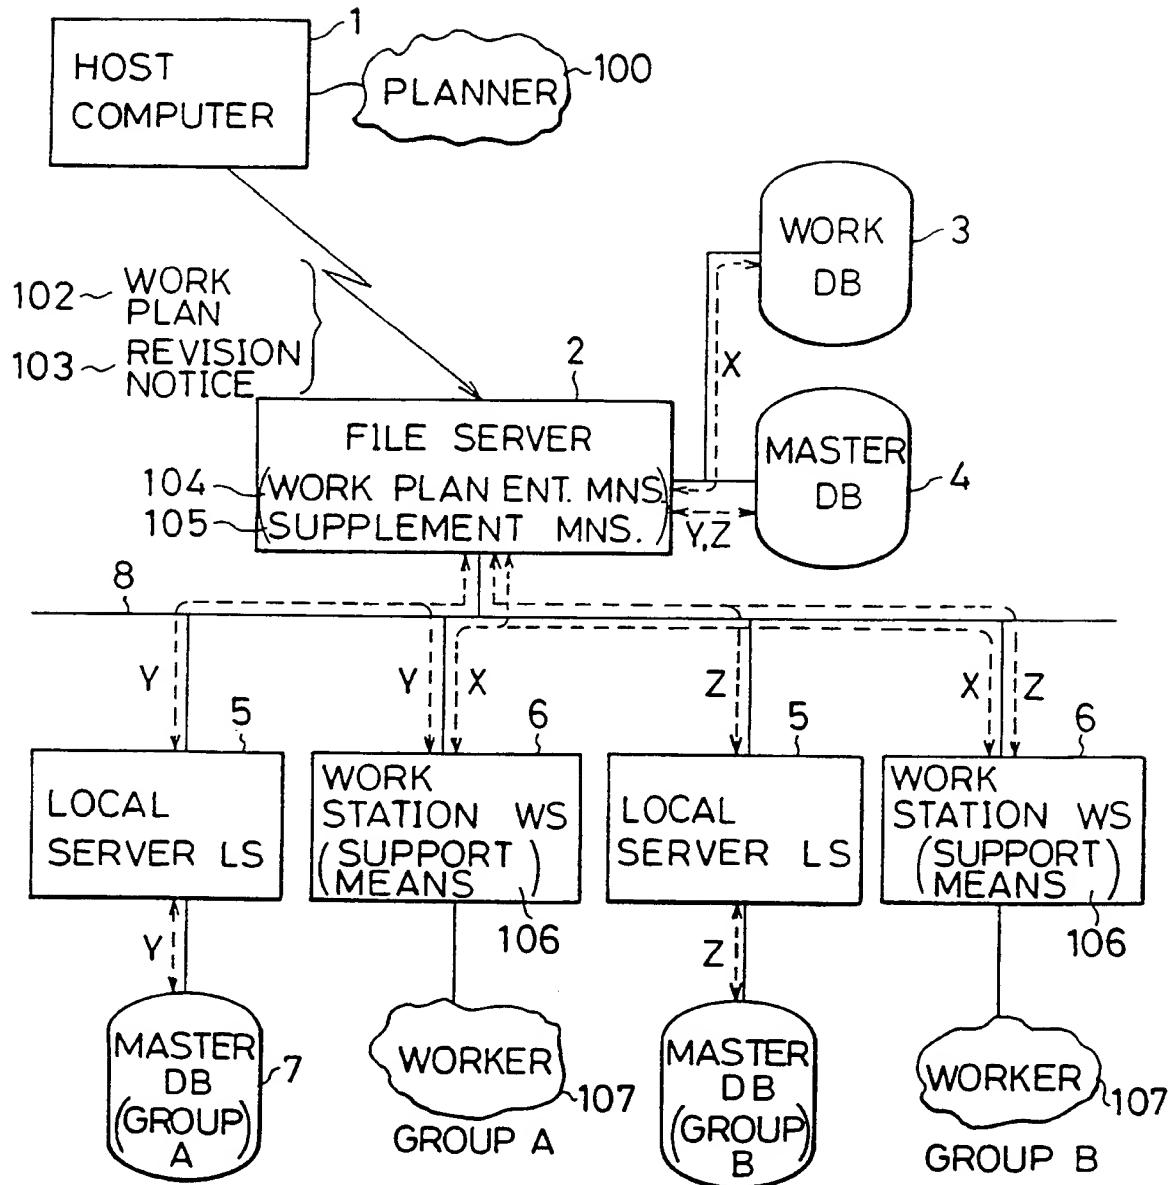 1
HOST
COMPUTER
PLANNER
100
WORK
DB
3
102
WORK
PLAN
103
REVISION
NOTICE
X
2
FILE SERVER
MASTER
DB
4
104
(WORK PLAN ENT. MNS.)
105
(SUPPLEMENT MNS.)
Y,Z
8
Y
Y
X
Z
X
Z
5
6
5
6
LOCAL
SERVER LS
WORK
STATION WS
(SUPPORT
MEANS)
LOCAL
SERVER LS
WORK
STATION WS
(SUPPORT
MEANS)
Y
106
Z
106
MASTER
DB
(GROUP
A)
7
WORKER
107
GROUP A
MASTER
DB
(GROUP
B)
WORKER
107
GROUP B